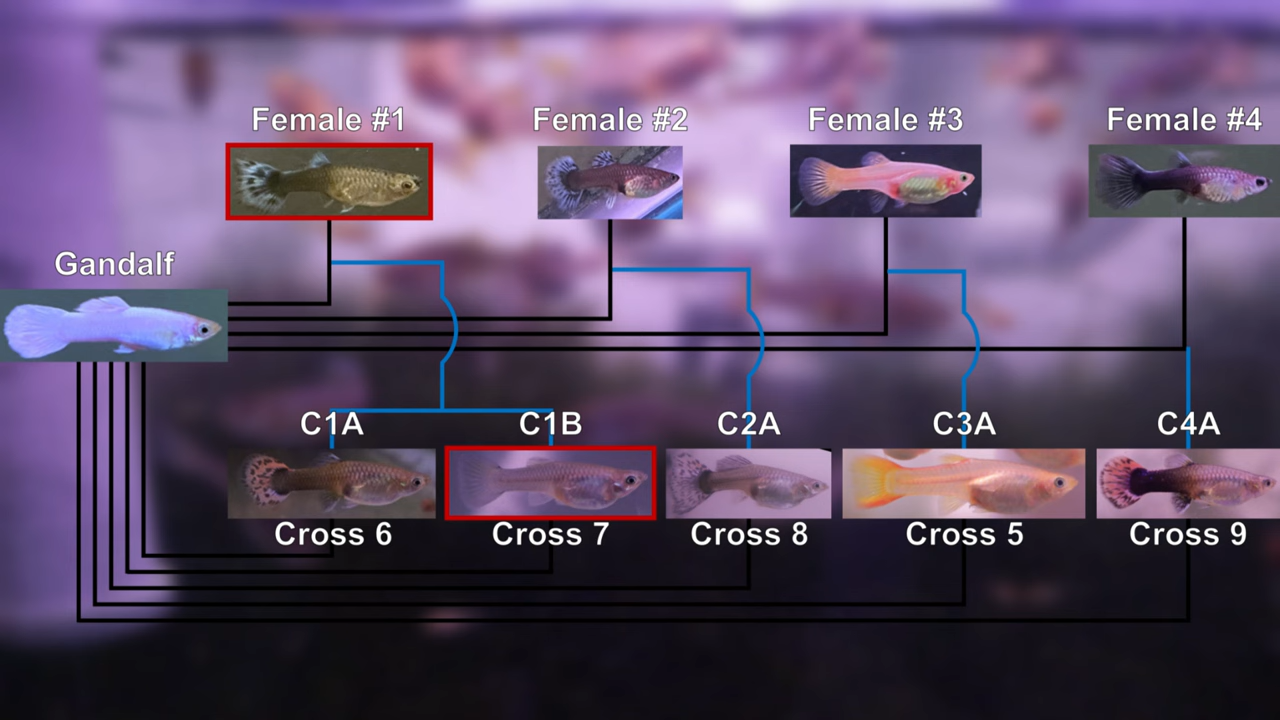 Female #1
Female #2
Female #3
Female #4
Gandalf
C1A
C1B
C2A
C3A
C4A
Cross 6
Cross 7
Cross 8
Cross 5
Cross 9